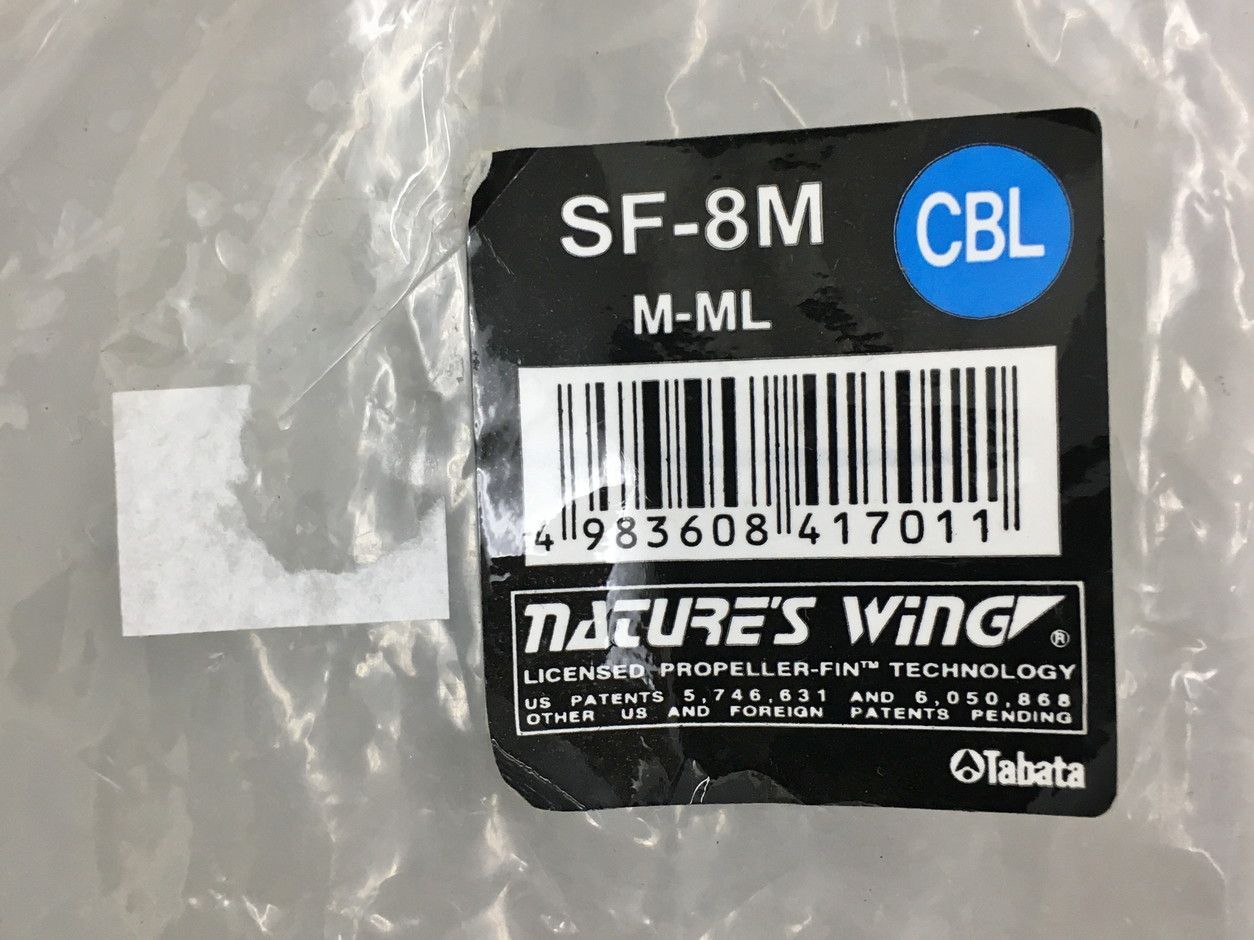 SF-8M
CBL
M-ML
4 983608 417011
NATURE'S WiNG®
LICENSED PROPELLER-FIN™ TECHNOLOGY
US PATENTS 5,746,631 AND 6,050,868
OTHER US AND FOREIGN PATENTS PENDING
Tabata